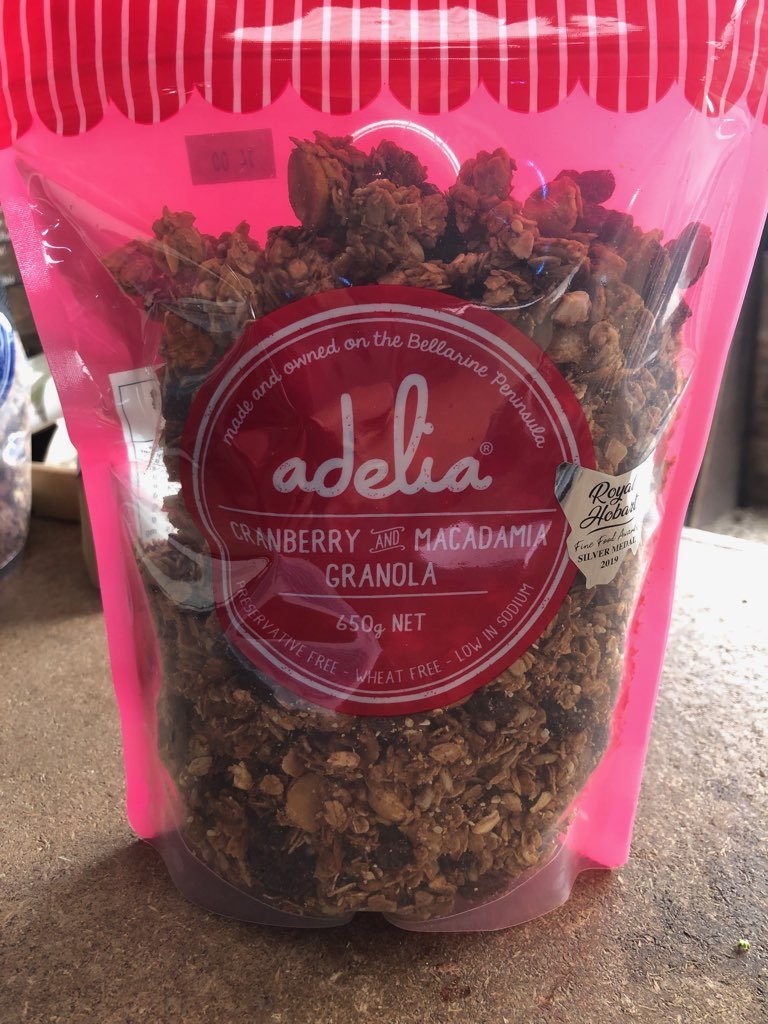 made and owned on the Bellarine Peninsula
adelia®
CRANBERRY AND MACADAMIA
GRANOLA
650g NET
PRESERVATIVE FREE - WHEAT FREE - LOW IN SODIUM
Royal
Hobart
Fine Food Awards
SILVER MEDAL
2019